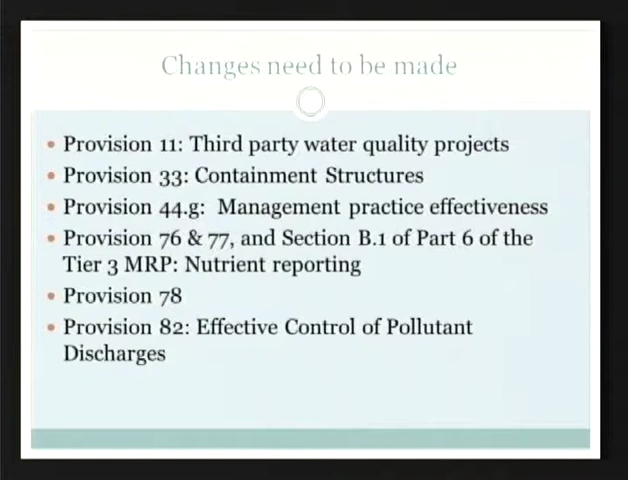 Changes need to be made
• Provision 11: Third party water quality projects
• Provision 33: Containment Structures
• Provision 44.g:  Management practice effectiveness
• Provision 76 & 77, and Section B.1 of Part 6 of the
Tier 3 MRP: Nutrient reporting
• Provision 78
• Provision 82: Effective Control of Pollutant
Discharges